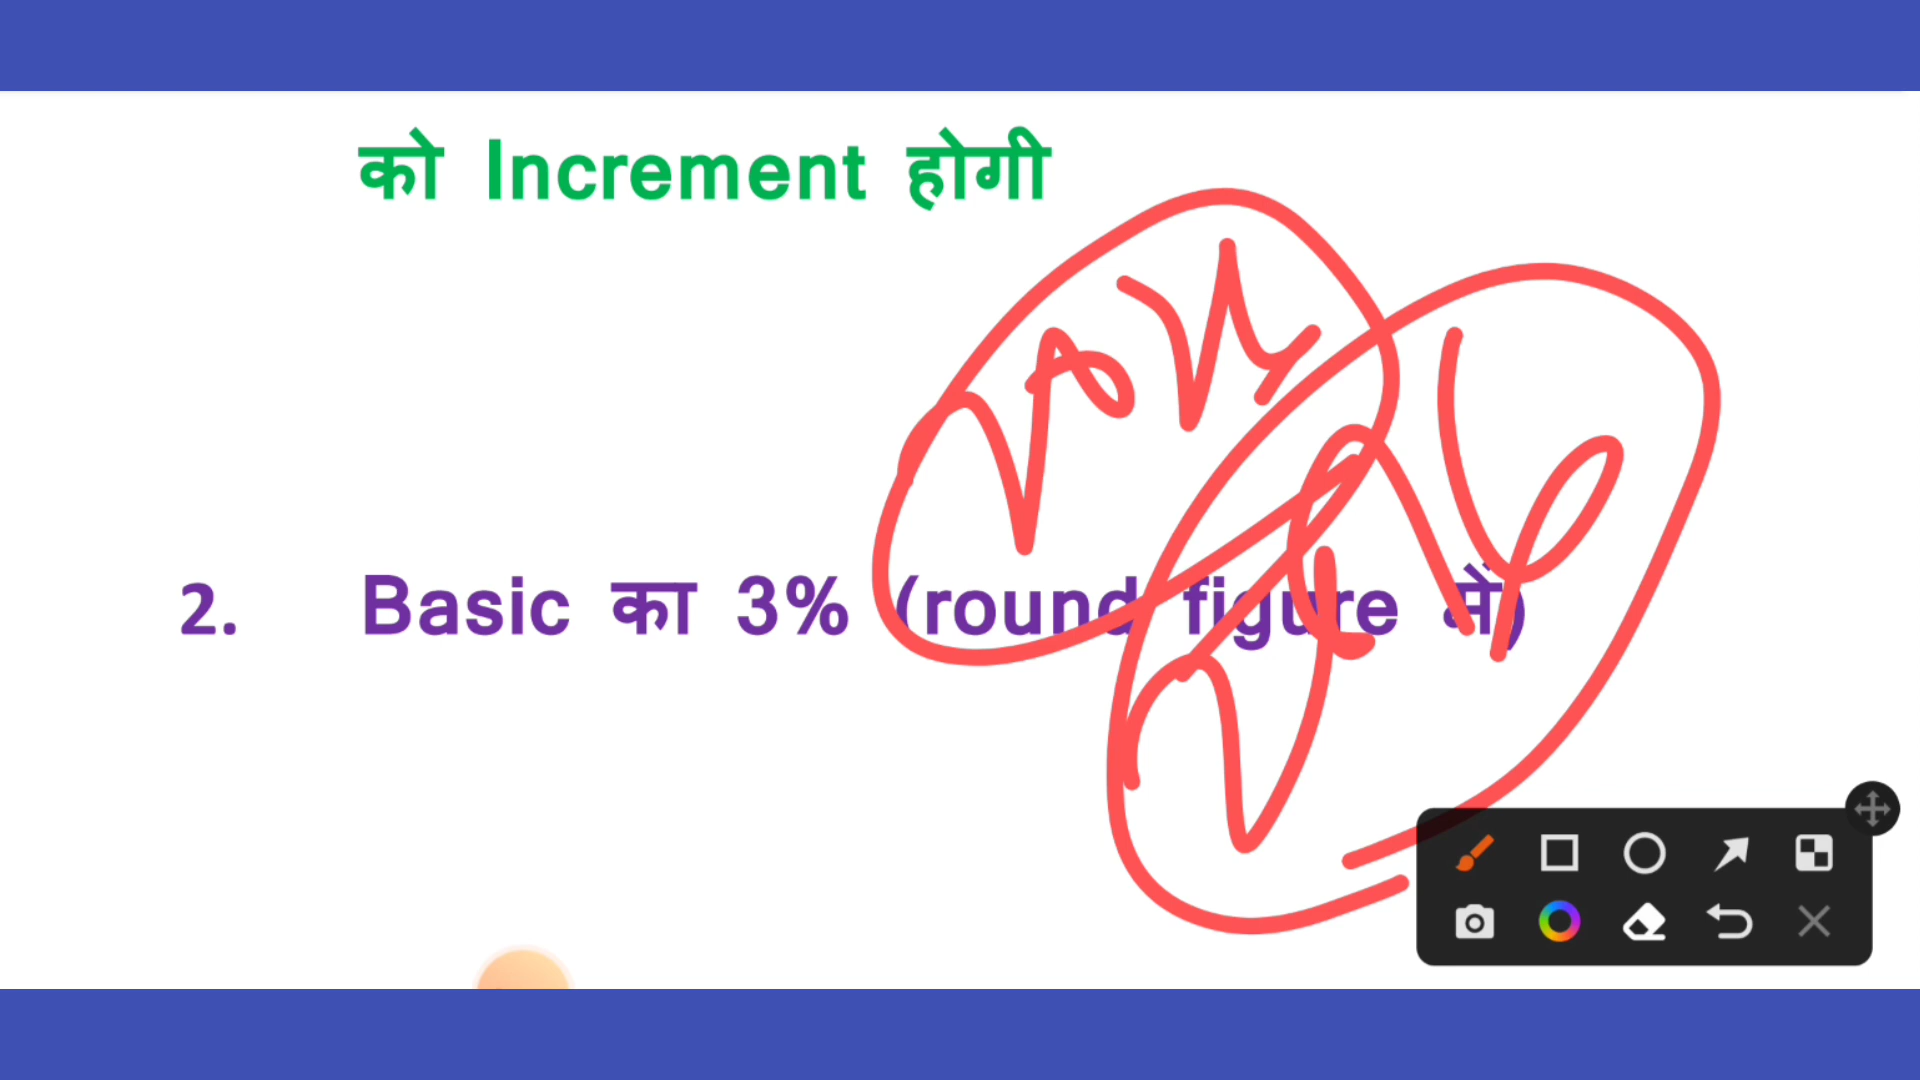 को Increment होगी
2. Basic का 3% (round figure में)